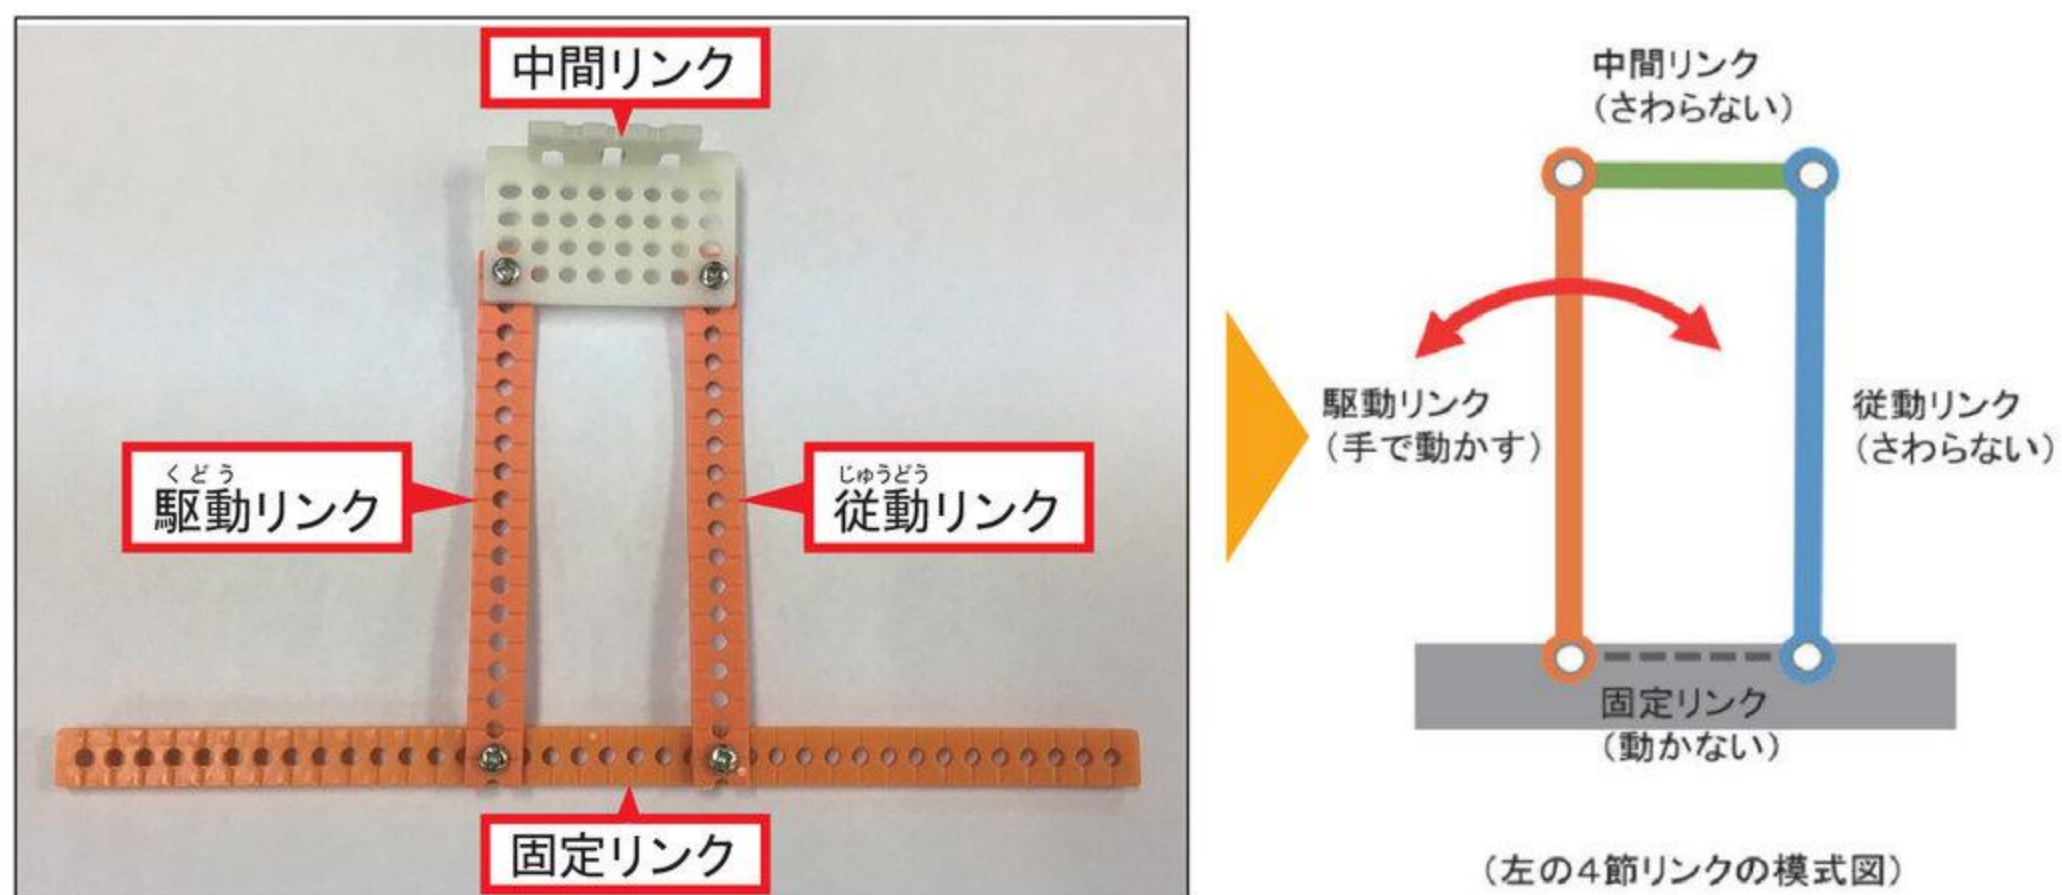 中間リンク
くどう
駆動リンク
じゅうどう
従動リンク
固定リンク
中間リンク
(さわらない)
駆動リンク
(手で動かす)
従動リンク
(さわらない)
固定リンク
(動かない)
(左の4節リンクの模式図)